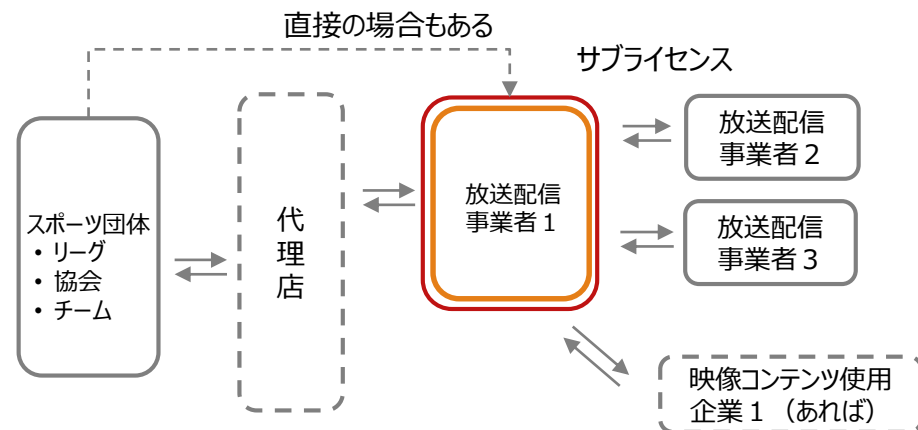 直接の場合もある
サブライセンス
スポーツ団体
• リーグ
• 協会
• チーム
代
理
店
放送配信
事業者１
放送配信
事業者２
放送配信
事業者３
映像コンテンツ使用
企業１（あれば）